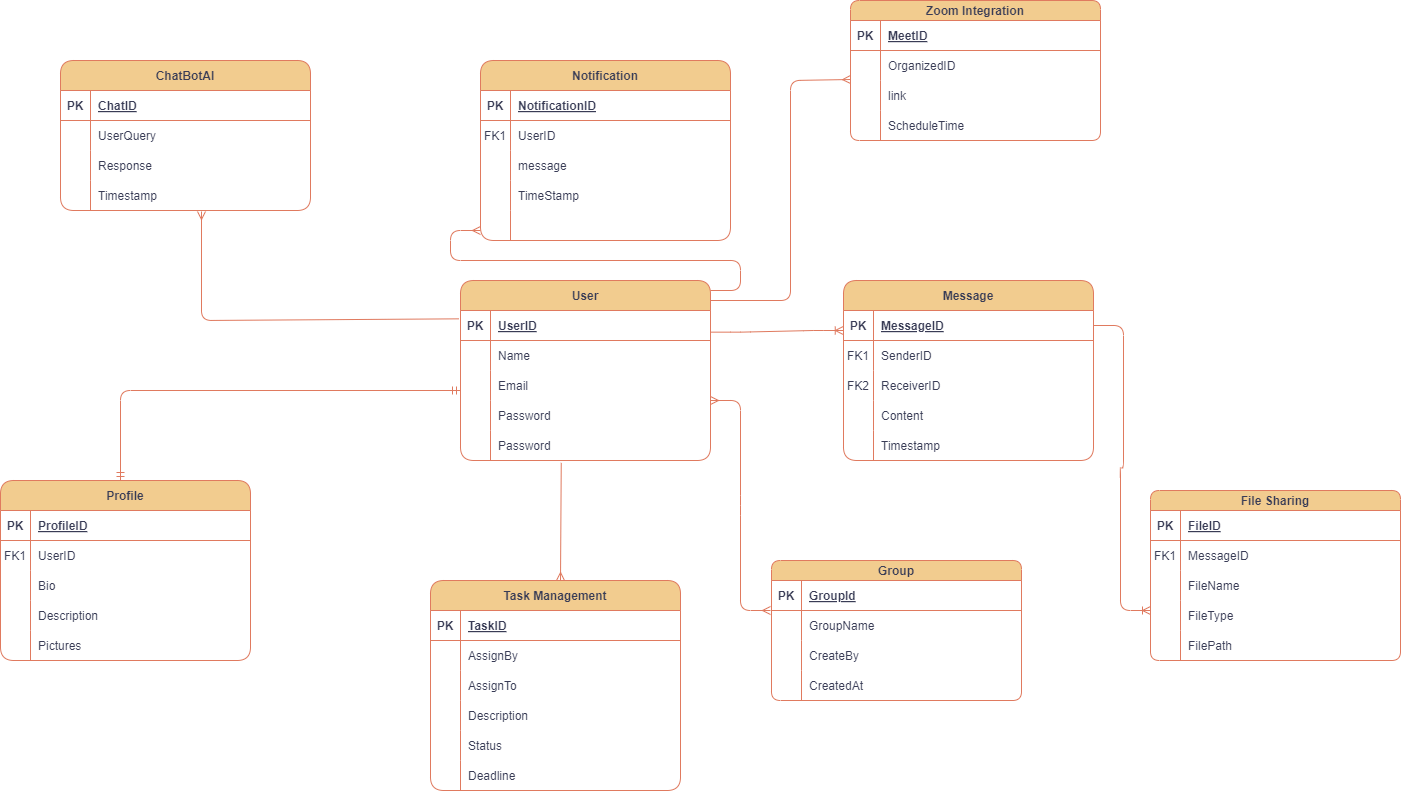 Zoom Integration
PK MeetID
OrganizedID
link
ScheduleTime
ChatBotAI
PK ChatID
UserQuery
Response
Timestamp
Notification
PK NotificationID
FK1 UserID
message
TimeStamp
User
PK UserID
Name
Email
Password
Password
Message
PK MessageID
FK1 SenderID
FK2 ReceiverID
Content
Timestamp
Profile
PK ProfileID
FK1 UserID
Bio
Description
Pictures
File Sharing
PK FileID
FK1 MessageID
FileName
FileType
FilePath
Task Management
PK TaskID
AssignBy
AssignTo
Description
Status
Deadline
Group
PK GroupId
GroupName
CreateBy
CreatedAt